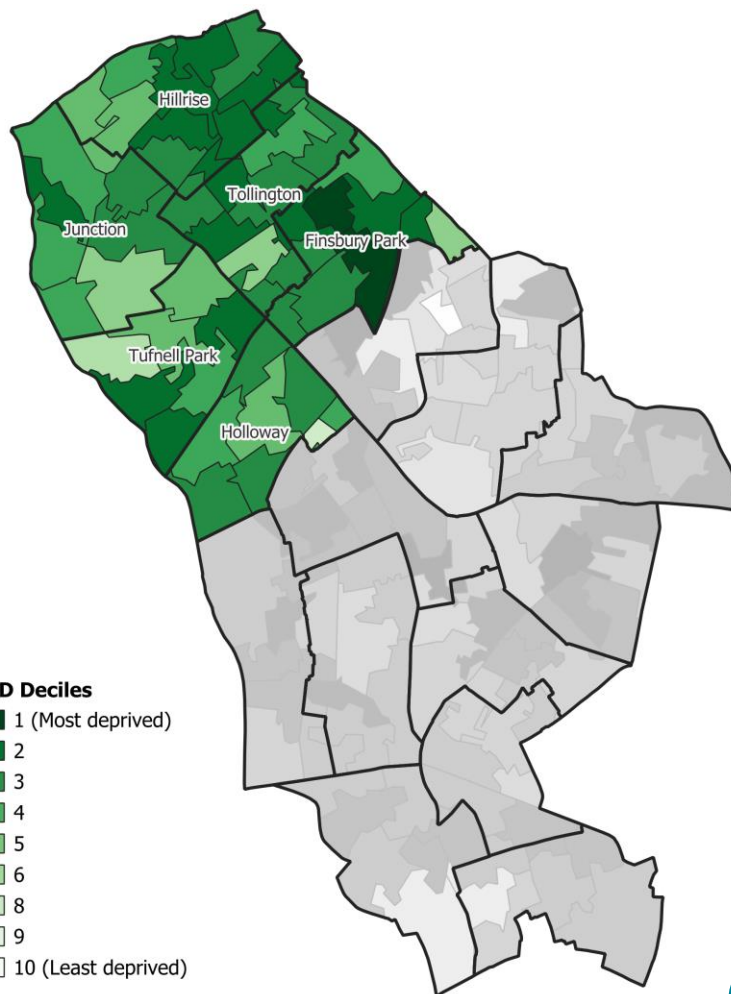 Hillrise
Tollington
Junction
Finsbury Park
Tufnell Park
Holloway
D Deciles
1 (Most deprived)
2
3
4
5
6
8
9
10 (Least deprived)